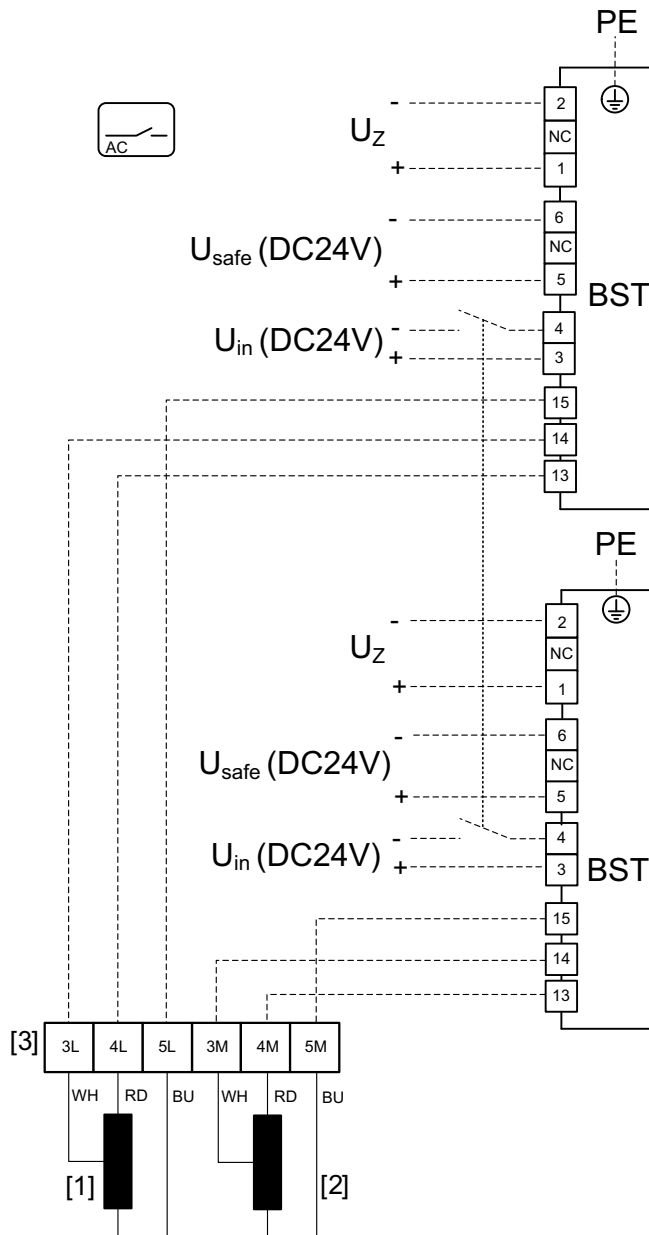 PE
AC
-
2
U_Z
NC
+
1
-
6
U_safe (DC24V)
NC
+
5
BST
-
4
U_in (DC24V)
+
3
15
14
13
PE
-
2
U_Z
NC
+
1
-
6
U_safe (DC24V)
NC
+
5
-
4
U_in (DC24V)
+
3
BST
15
14
13
[3] 3L 4L 5L 3M 4M 5M
WH RD BU WH RD BU
[1] [2]